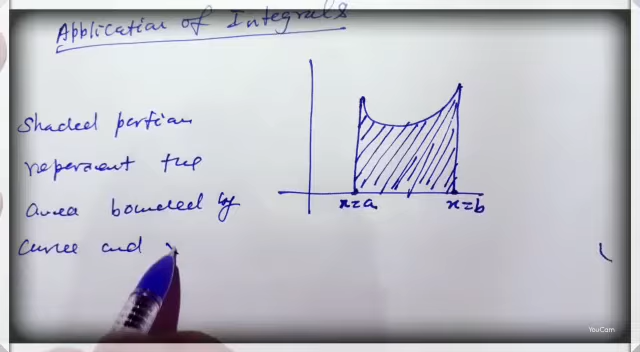 Application of Integrals
Shaded portion
represent the
area bounded by
curve and
x=a
x=b
YouCam